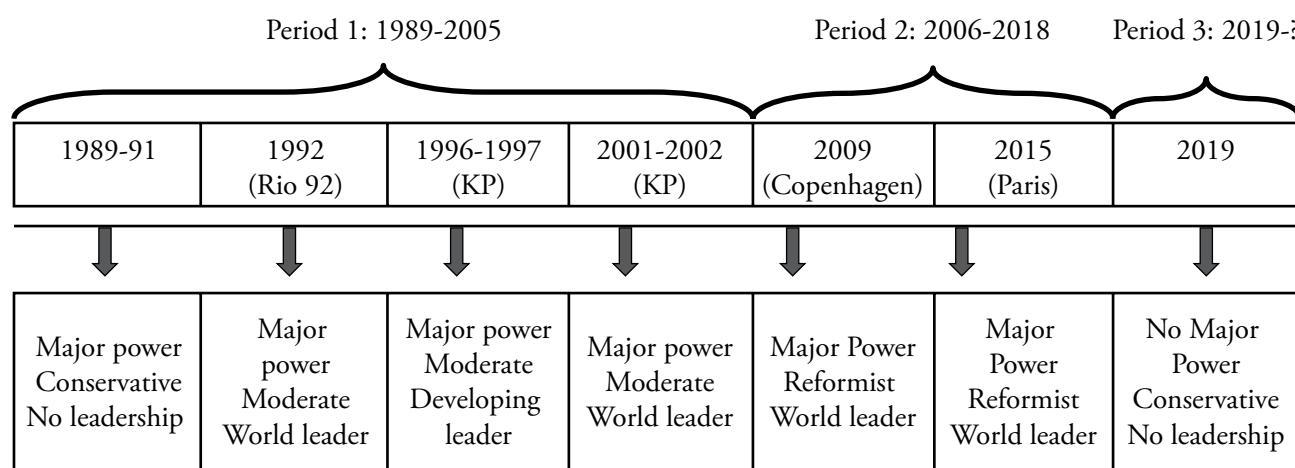 Period 1: 1989-2005
Period 2: 2006-2018
Period 3: 2019-?
1989-91
1992
(Rio 92)
1996-1997
(KP)
2001-2002
(KP)
2009
(Copenhagen)
2015
(Paris)
2019
Major power
Conservative
No leadership
Major
power
Moderate
World leader
Major power
Moderate
Developing
leader
Major power
Moderate
World leader
Major Power
Reformist
World leader
Major
Power
Reformist
World leader
No Major
Power
Conservative
No leadership